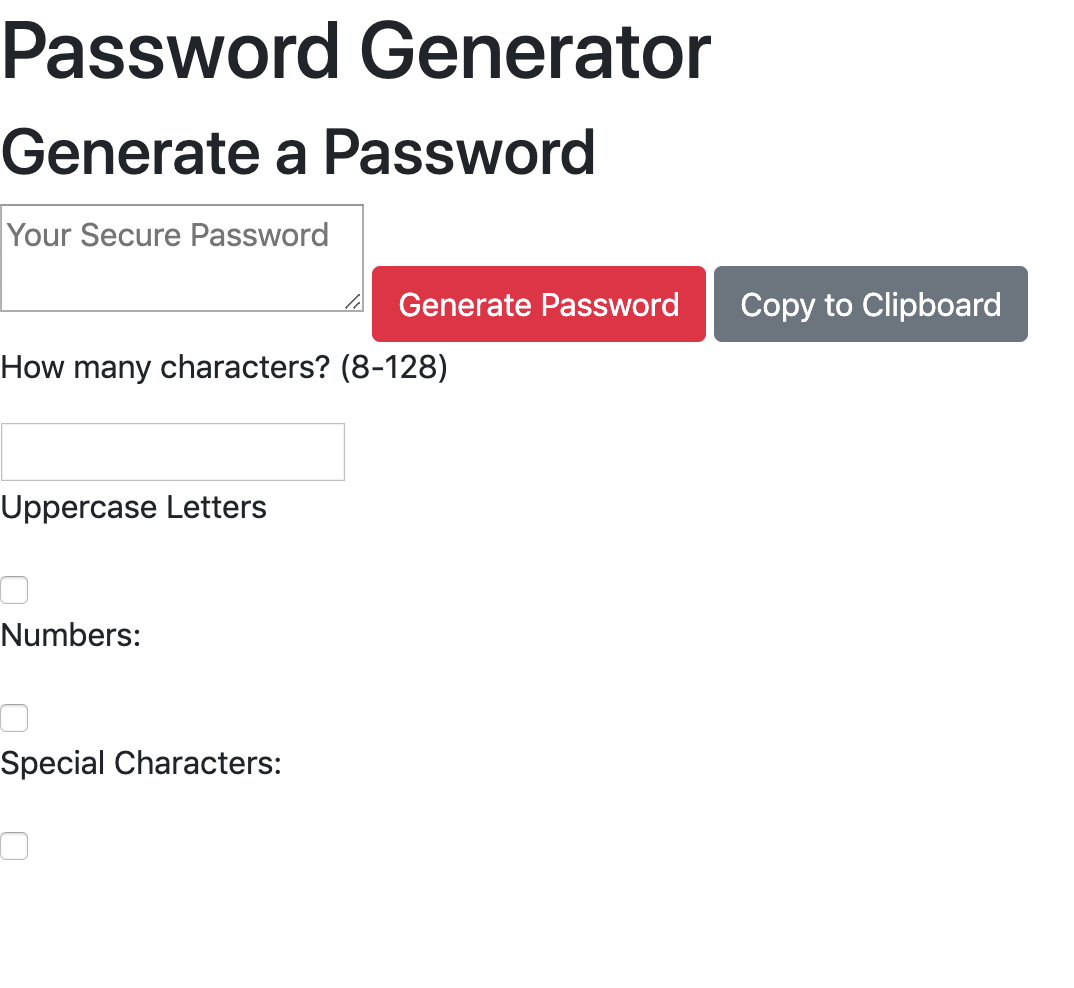 Password Generator
Generate a Password
Your Secure Password
Generate Password Copy to Clipboard
How many characters? (8-128)
Uppercase Letters
Numbers:
Special Characters: